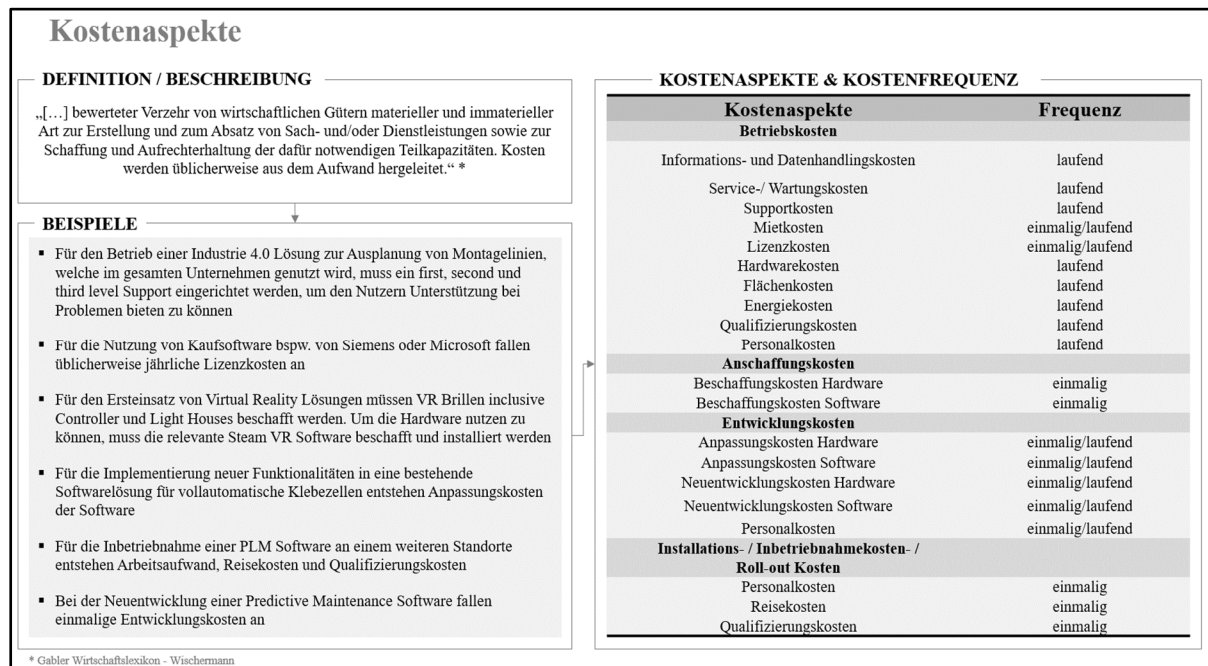 Kostenaspekte
DEFINITION / BESCHREIBUNG
„[…] bewerteter Verzehr von wirtschaftlichen Gütern materieller und immaterieller
Art zur Erstellung und zum Absatz von Sach- und/oder Dienstleistungen sowie zur
Schaffung und Aufrechterhaltung der dafür notwendigen Teilkapazitäten. Kosten
werden üblicherweise aus dem Aufwand hergeleitet.“ *
BEISPIELE
▪ Für den Betrieb einer Industrie 4.0 Lösung zur Ausplanung von Montagelinien,
welche im gesamten Unternehmen genutzt wird, muss ein first, second und
third level Support eingerichtet werden, um den Nutzern Unterstützung bei
Problemen bieten zu können
▪ Für die Nutzung von Kaufsoftware bspw. von Siemens oder Microsoft fallen
üblicherweise jährliche Lizenzkosten an
▪ Für den Ersteinsatz von Virtual Reality Lösungen müssen VR Brillen inclusive
Controller und Light Houses beschafft werden. Um die Hardware nutzen zu
können, muss die relevante Steam VR Software beschafft und installiert werden
▪ Für die Implementierung neuer Funktionalitäten in eine bestehende
Softwarelösung für vollautomatische Klebezellen entstehen Anpassungskosten
der Software
▪ Für die Inbetriebnahme einer PLM Software an einem weiteren Standorte
entstehen Arbeitsaufwand, Reisekosten und Qualifizierungskosten
▪ Bei der Neuentwicklung einer Predictive Maintenance Software fallen
einmalige Entwicklungskosten an
KOSTENASPEKTE & KOSTENFREQUENZ
Kostenaspekte Frequenz
Betriebskosten
Informations- und Datenhandlingskosten laufend
Service-/ Wartungskosten laufend
Supportkosten laufend
Mietkosten einmalig/laufend
Lizenzkosten einmalig/laufend
Hardwarekosten laufend
Flächenkosten laufend
Energiekosten laufend
Qualifizierungskosten laufend
Personalkosten laufend
Anschaffungskosten
Beschaffungskosten Hardware einmalig
Beschaffungskosten Software einmalig
Entwicklungskosten
Anpassungskosten Hardware einmalig/laufend
Anpassungskosten Software einmalig/laufend
Neuentwicklungskosten Hardware einmalig/laufend
Neuentwicklungskosten Software einmalig/laufend
Personalkosten einmalig/laufend
Installations- / Inbetriebnahmekosten- /
Roll-out Kosten
Personalkosten einmalig
Reisekosten einmalig
Qualifizierungskosten einmalig
* Gabler Wirtschaftslexikon - Wischermann